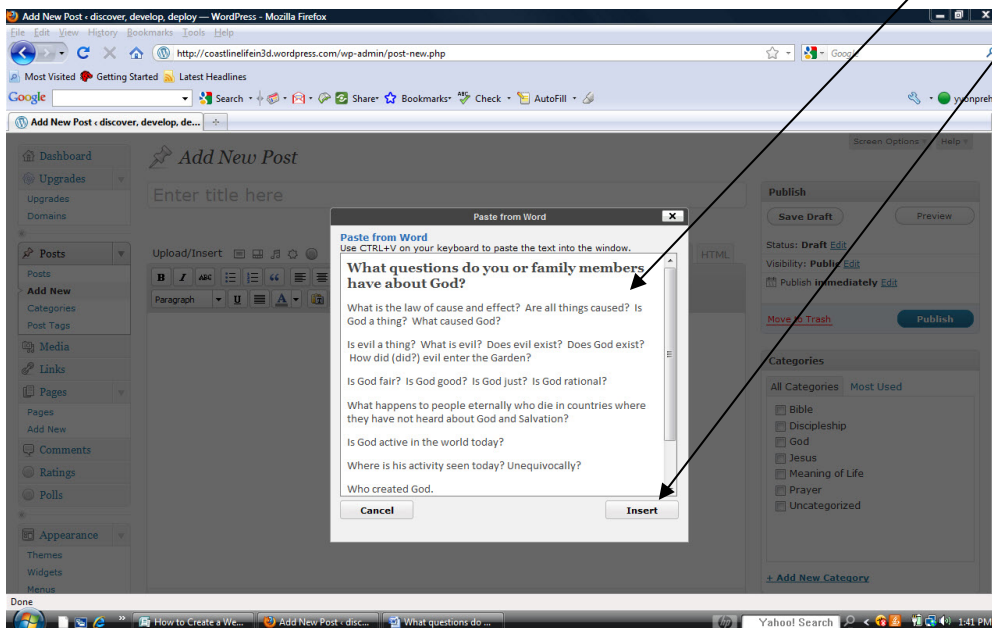 Add New Post ‹ discover, develop, deploy — WordPress - Mozilla Firefox
File Edit View History Bookmarks Tools Help
http://coastlinelifein3d.wordpress.com/wp-admin/post-new.php
Google
Most Visited Getting Started Latest Headlines
Google Search Share Bookmarks Check AutoFill
Add New Post ‹ discover, develop, de...
Screen Options Help
Dashboard
Upgrades
Upgrades
Domains
Posts
Posts
Add New
Categories
Post Tags
Media
Links
Pages
Pages
Add New
Comments
Ratings
Polls
Appearance
Themes
Widgets
Menus
Add New Post
Enter title here
Upload/Insert
HTML
B I ABC
Paragraph U A
Paste from Word X
Paste from Word
Use CTRL+V on your keyboard to paste the text into the window.
What questions do you or family members
have about God?
What is the law of cause and effect? Are all things caused? Is
God a thing? What caused God?
Is evil a thing? What is evil? Does evil exist? Does God exist?
How did (did?) evil enter the Garden?
Is God fair? Is God good? Is God just? Is God rational?
What happens to people eternally who die in countries where
they have not heard about God and Salvation?
Is God active in the world today?
Where is his activity seen today? Unequivocally?
Who created God.
Cancel Insert
Publish
Save Draft Preview
Status: Draft Edit
Visibility: Public Edit
Publish immediately Edit
Move to Trash Publish
Categories
All Categories Most Used
Bible
Discipleship
God
Jesus
Meaning of Life
Prayer
Uncategorized
+ Add New Category
Done
How to Create a We... Add New Post ‹ disc... What questions do ... hp Yahoo! Search 1:41 PM